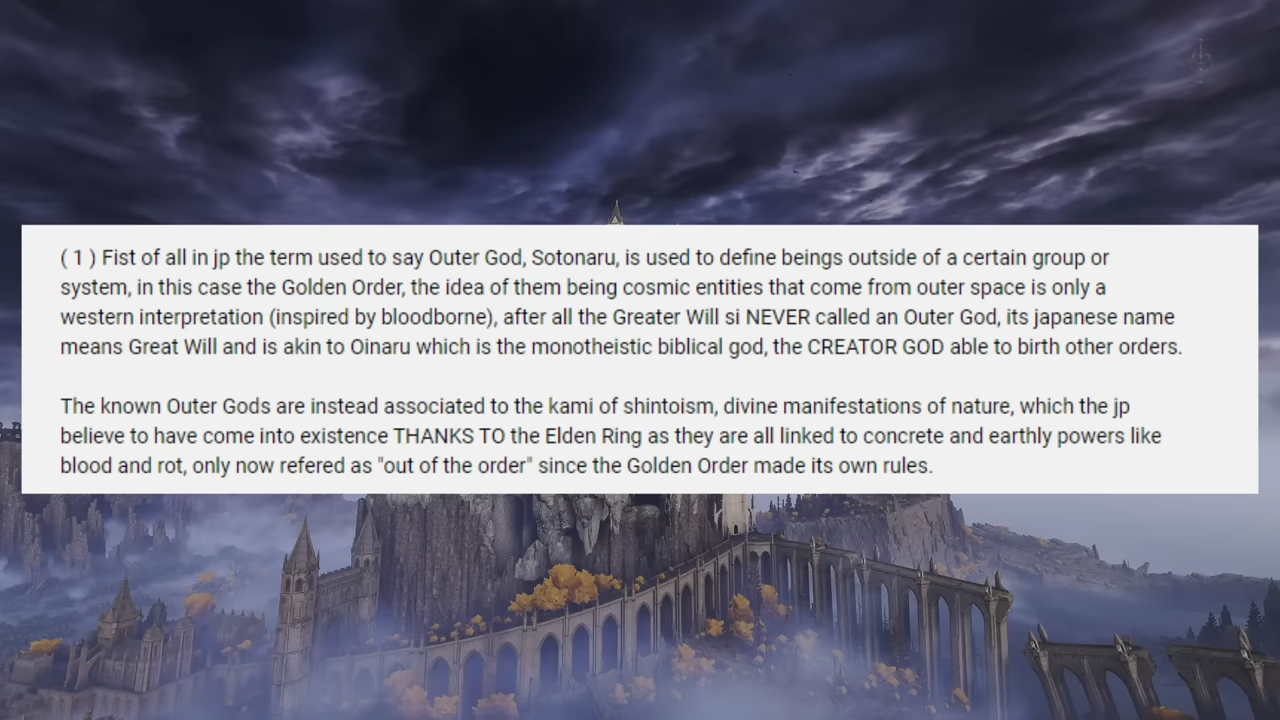 ( 1 ) Fist of all in jp the term used to say Outer God, Sotonaru, is used to define beings outside of a certain group or
system, in this case the Golden Order, the idea of them being cosmic entities that come from outer space is only a
western interpretation (inspired by bloodborne), after all the Greater Will si NEVER called an Outer God, its japanese name
means Great Will and is akin to Oinaru which is the monotheistic biblical god, the CREATOR GOD able to birth other orders.
The known Outer Gods are instead associated to the kami of shintoism, divine manifestations of nature, which the jp
believe to have come into existence THANKS TO the Elden Ring as they are all linked to concrete and earthly powers like
blood and rot, only now refered as "out of the order" since the Golden Order made its own rules.